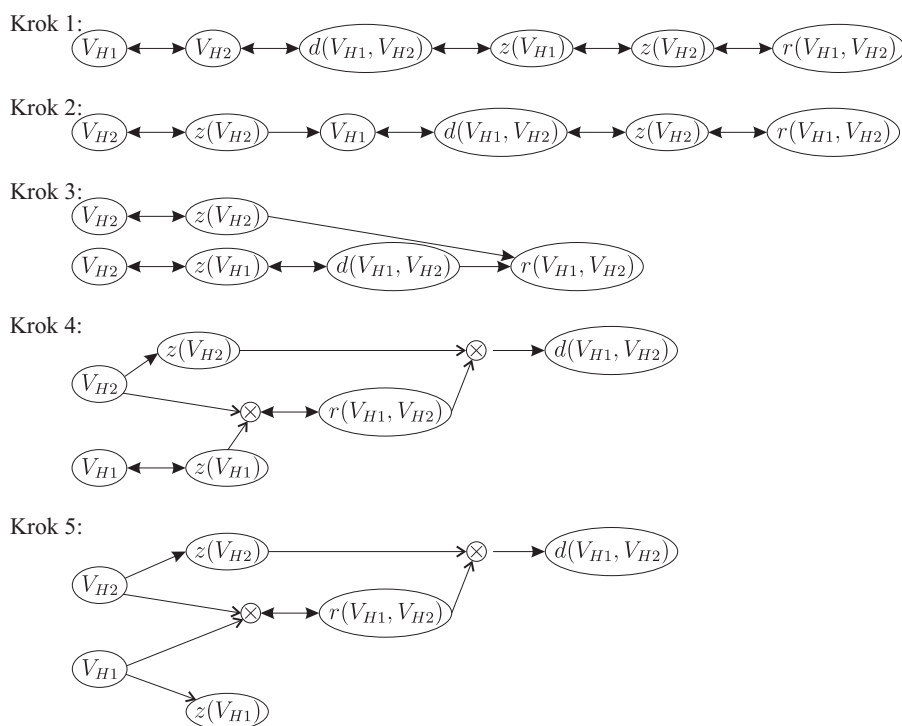 Krok 1:
V_{H1} V_{H2} d(V_{H1}, V_{H2}) z(V_{H1}) z(V_{H2}) r(V_{H1}, V_{H2})
Krok 2:
V_{H2} z(V_{H2}) V_{H1} d(V_{H1}, V_{H2}) z(V_{H2}) r(V_{H1}, V_{H2})
Krok 3:
V_{H2} z(V_{H2})
V_{H2} z(V_{H1}) d(V_{H1}, V_{H2}) r(V_{H1}, V_{H2})
Krok 4:
z(V_{H2}) ⊗ d(V_{H1}, V_{H2})
V_{H2}
⊗ r(V_{H1}, V_{H2})
V_{H1} z(V_{H1})
Krok 5:
z(V_{H2}) ⊗ d(V_{H1}, V_{H2})
V_{H2}
⊗ r(V_{H1}, V_{H2})
V_{H1}
z(V_{H1})